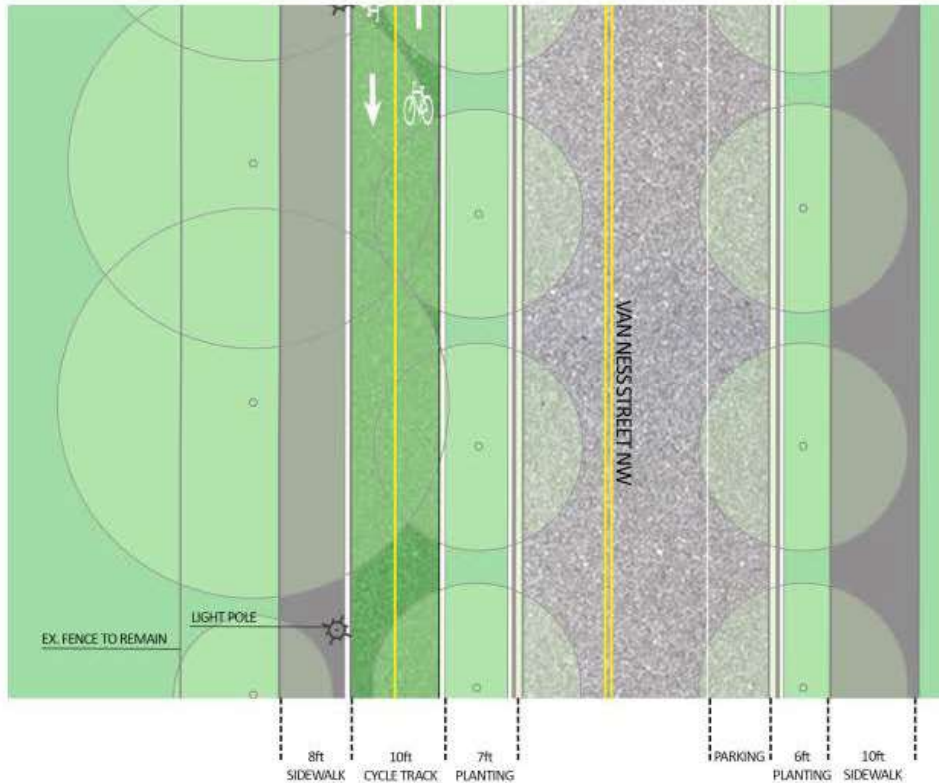 VAN NESS STREET NW
LIGHT POLE
EX. FENCE TO REMAIN
8ft
SIDEWALK
10ft
CYCLE TRACK
7ft
PLANTING
PARKING
6ft
PLANTING
10ft
SIDEWALK